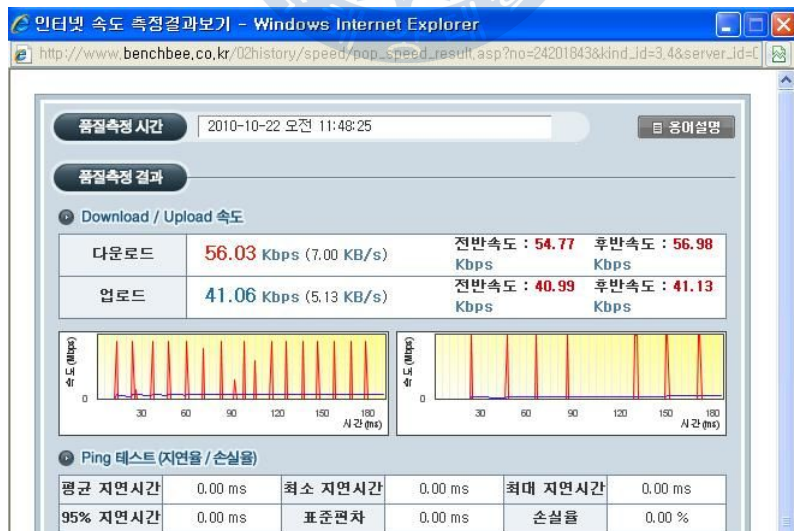 인터넷 속도 측정결과보기 - Windows Internet Explorer
http://www.benchbee.co.kr/02history/speed/pop_speed_result.asp?no=24201843&kind_id=3,4&server_id=
품질측정 시간 2010-10-22 오전 11:48:25 용어설명
품질측정 결과
Download / Upload 속도
다운로드 56.03 Kbps (7.00 KB/s) 전반속도 : 54.77 Kbps 후반속도 : 56.98 Kbps
업로드 41.06 Kbps (5.13 KB/s) 전반속도 : 40.99 Kbps 후반속도 : 41.13 Kbps
속도(Mbps) 0 30 60 90 120 150 180 시간(ms)
속도(Mbps) 0 30 60 90 120 150 180 시간(ms)
Ping 테스트 (지연율 / 손실율)
평균 지연시간 0.00 ms 최소 지연시간 0.00 ms 최대 지연시간 0.00 ms
95% 지연시간 0.00 ms 표준편차 0.00 ms 손실율 0.00 %